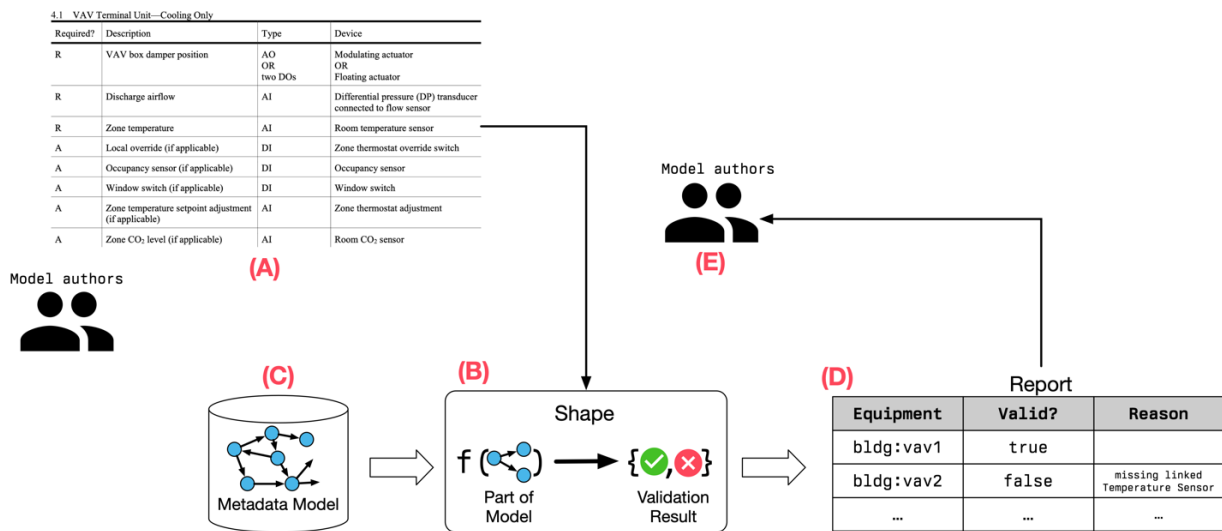 4.1 VAV Terminal Unit—Cooling Only
Required? Description Type Device
R VAV box damper position AO Modulating actuator
OR OR
two DOs Floating actuator
R Discharge airflow AI Differential pressure (DP) transducer
connected to flow sensor
R Zone temperature AI Room temperature sensor
A Local override (if applicable) DI Zone thermostat override switch
A Occupancy sensor (if applicable) DI Occupancy sensor
A Window switch (if applicable) DI Window switch
A Zone temperature setpoint adjustment AI Zone thermostat adjustment
(if applicable)
A Zone CO₂ level (if applicable) AI Room CO₂ sensor
(A)
Model authors
(E)
Model authors
(C)
Metadata Model
(B)
Shape
f ( ) { , }
Part of
Model
Validation
Result
(D)
Report
Equipment Valid? Reason
bldg:vav1 true
bldg:vav2 false missing linked
Temperature Sensor
… … …